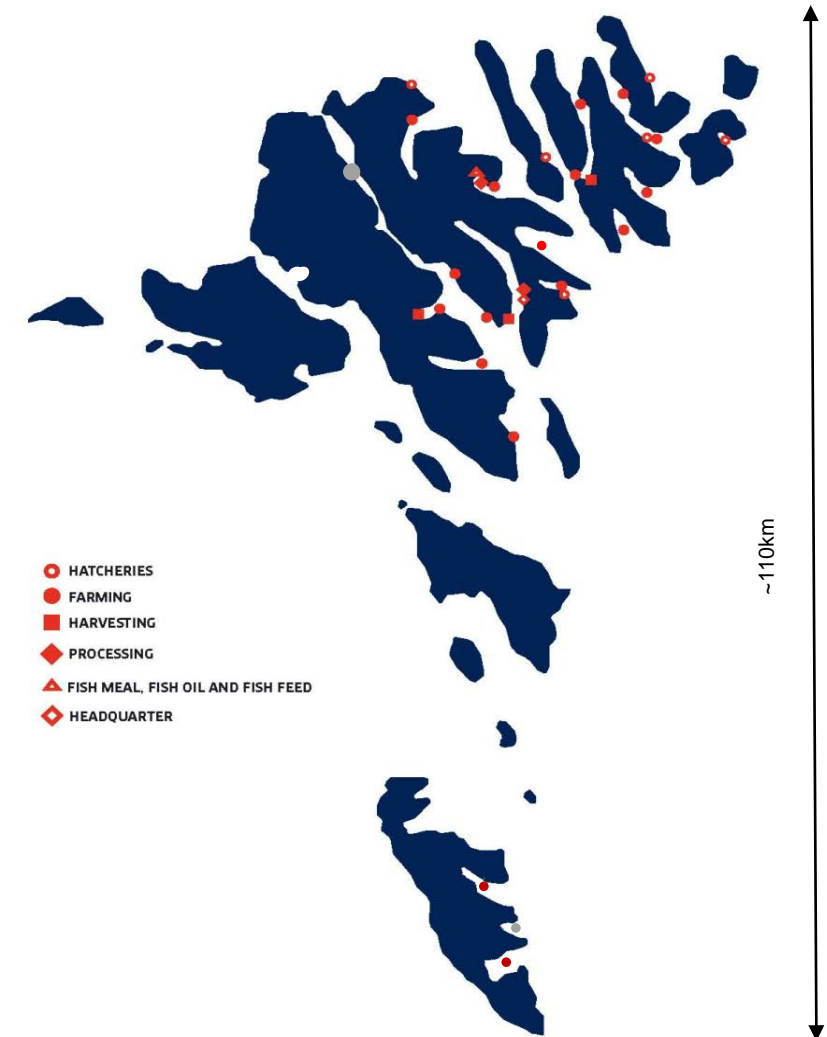 ~110km
HATCHERIES
FARMING
HARVESTING
PROCESSING
FISH MEAL, FISH OIL AND FISH FEED
HEADQUARTER